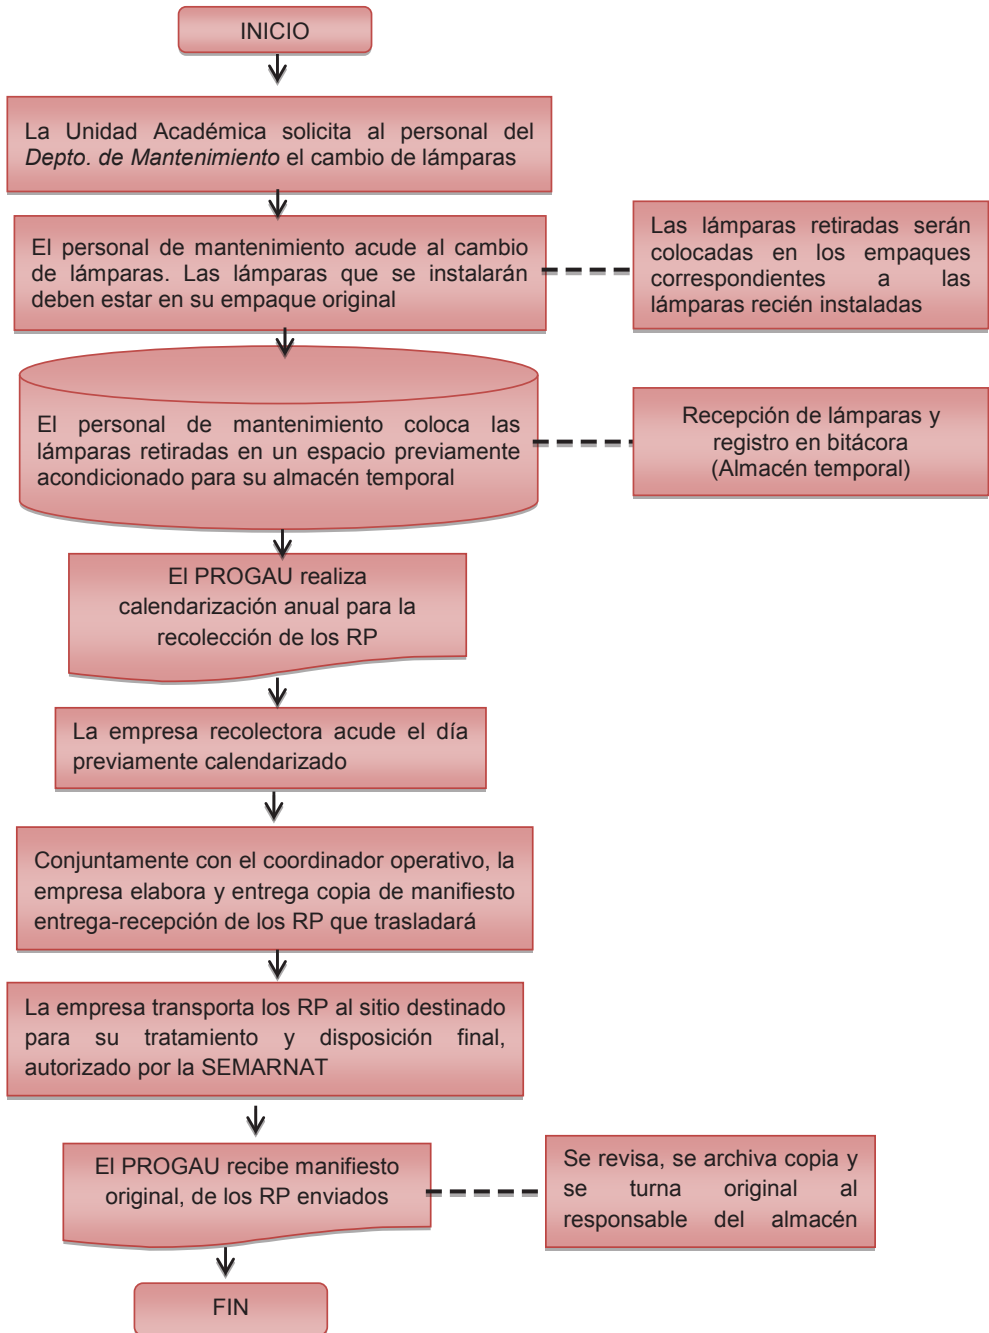 INICIO
La Unidad Académica solicita al personal del
Depto. de Mantenimiento el cambio de lámparas
El personal de mantenimiento acude al cambio
de lámparas. Las lámparas que se instalarán
deben estar en su empaque original
Las lámparas retiradas serán
colocadas en los empaques
correspondientes a las
lámparas recién instaladas
El personal de mantenimiento coloca las
lámparas retiradas en un espacio previamente
acondicionado para su almacén temporal
Recepción de lámparas y
registro en bitácora
(Almacén temporal)
El PROGAU realiza
calendarización anual para la
recolección de los RP
La empresa recolectora acude el día
previamente calendarizado
Conjuntamente con el coordinador operativo, la
empresa elabora y entrega copia de manifiesto
entrega-recepción de los RP que trasladará
La empresa transporta los RP al sitio destinado
para su tratamiento y disposición final,
autorizado por la SEMARNAT
El PROGAU recibe manifiesto
original, de los RP enviados
Se revisa, se archiva copia y
se turna original al
responsable del almacén
FIN